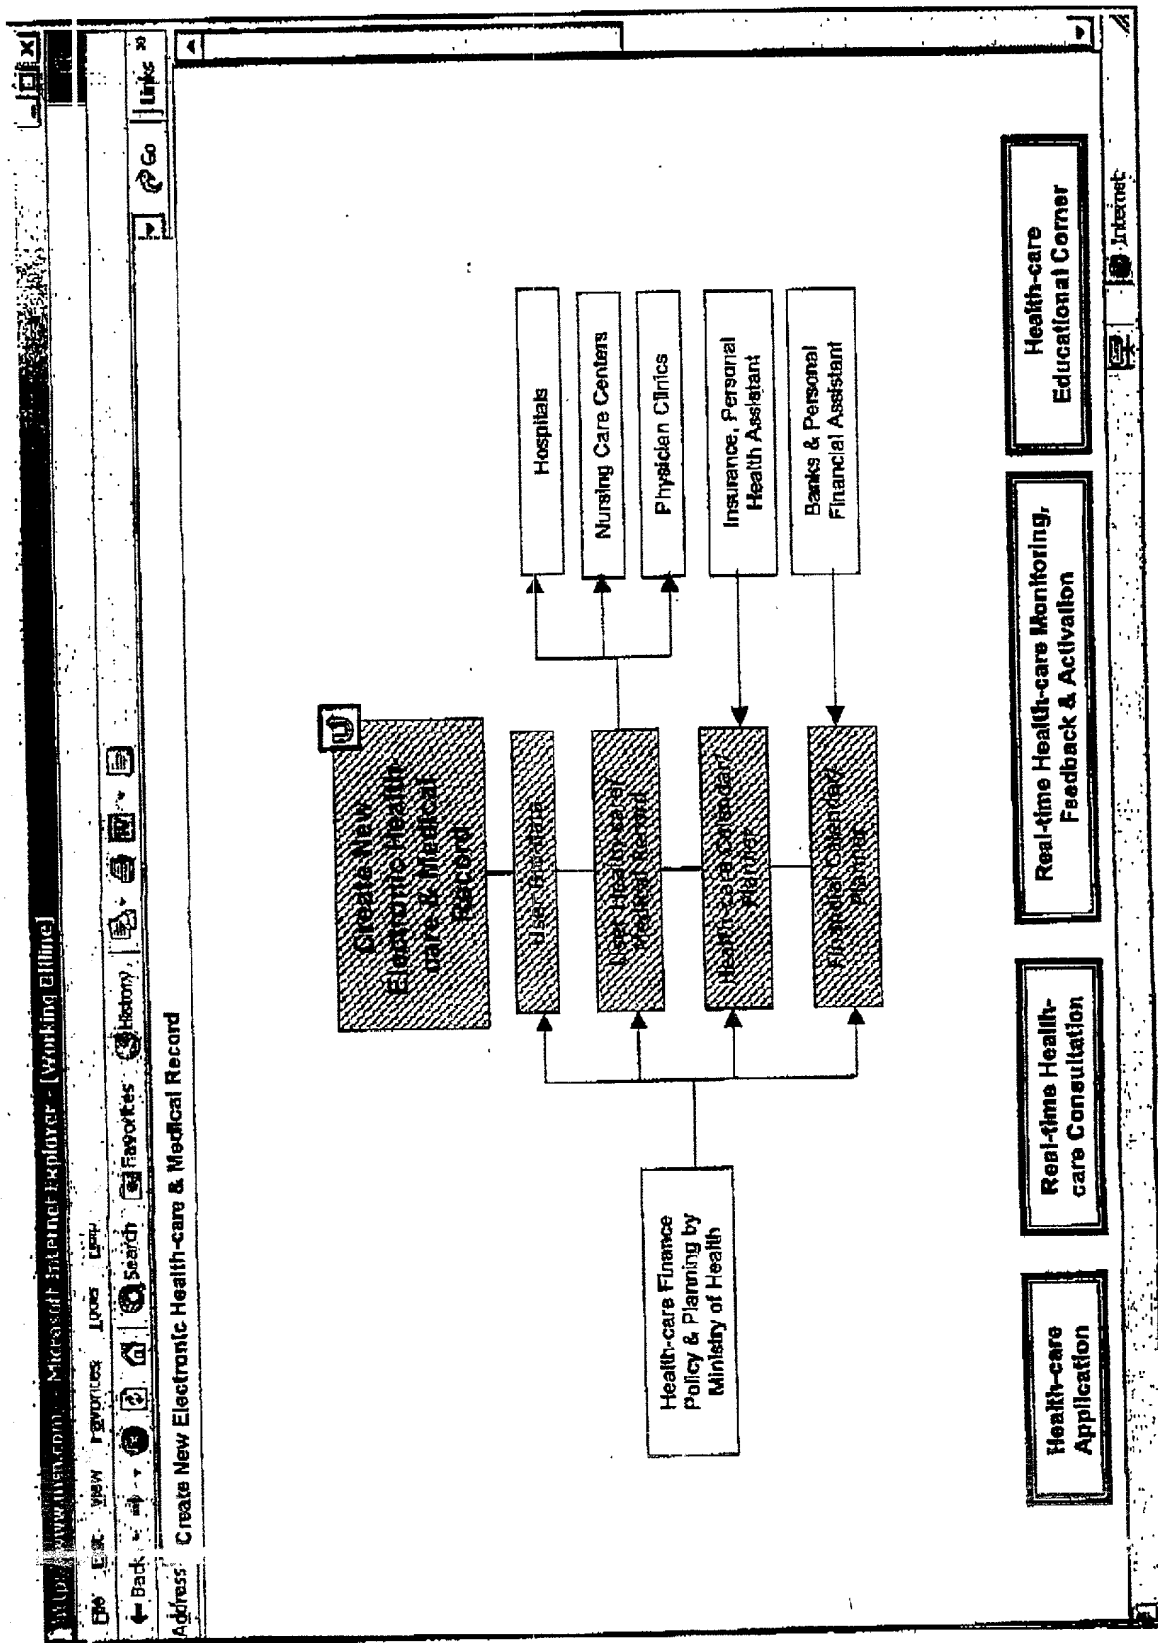 Microsoft Internet Explorer - [Working offline]
File Edit View Favorites Tools Help
Back Search Favorites History
Address Create New Electronic Health-care & Medical Record Go Links »
Create New
Electronic Health-
care & Medical
Record
User
User Health-care/
Medical Record
Health-care Calendar/
Planner
Financial Calendar/
Planner
Health-care Finance
Policy & Planning by
Ministry of Health
Hospitals
Nursing Care Centers
Physician Clinics
Insurance, Personal
Health Assistant
Banks & Personal
Financial Assistant
Health-care
Application
Real-time Health-
care Consultation
Real-time Health-care Monitoring,
Feedback & Activation
Health-care
Educational Corner
Internet